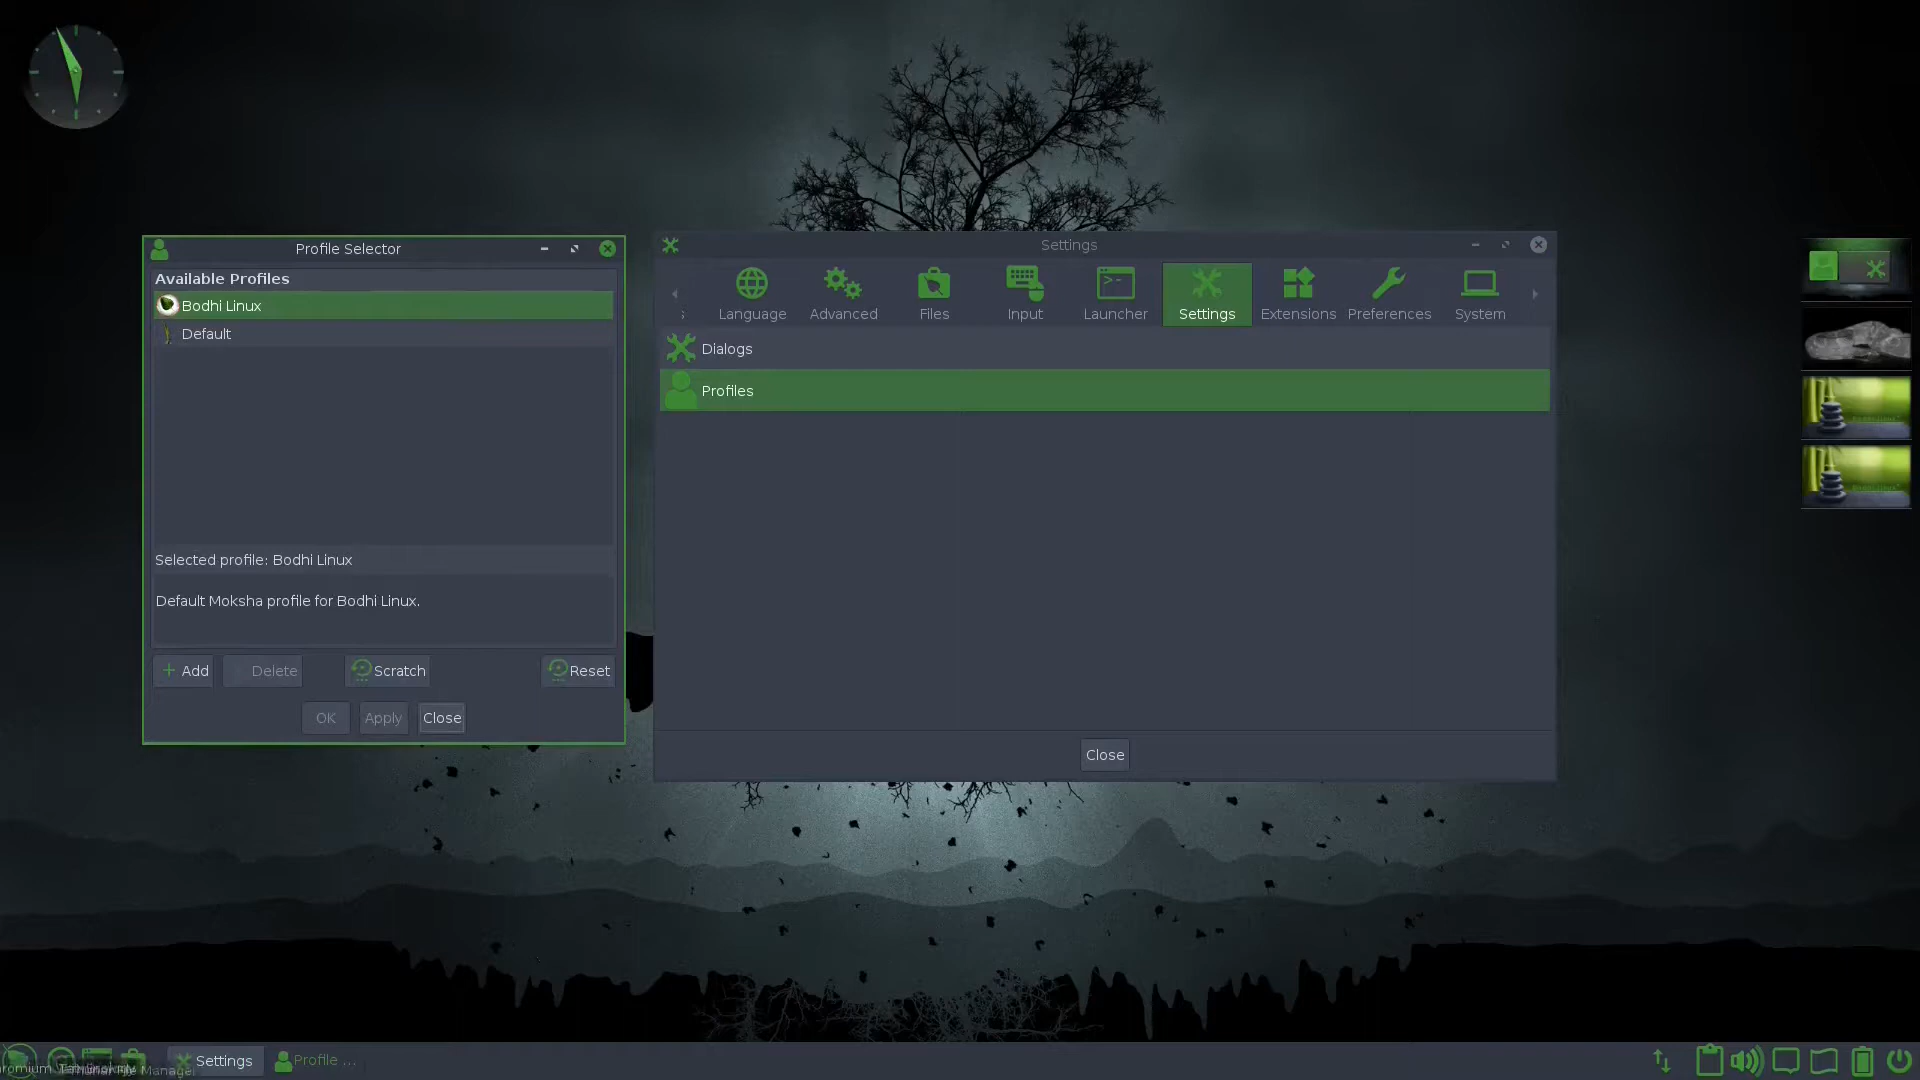 Profile Selector
Available Profiles
Bodhi Linux
Default
Selected profile: Bodhi Linux
Default Moksha profile for Bodhi Linux.
Add Delete Scratch Reset
OK Apply Close
Settings
s Language Advanced Files Input Launcher Settings Extensions Preferences System
Dialogs
Profiles
Close
Settings Profile ...
Manager